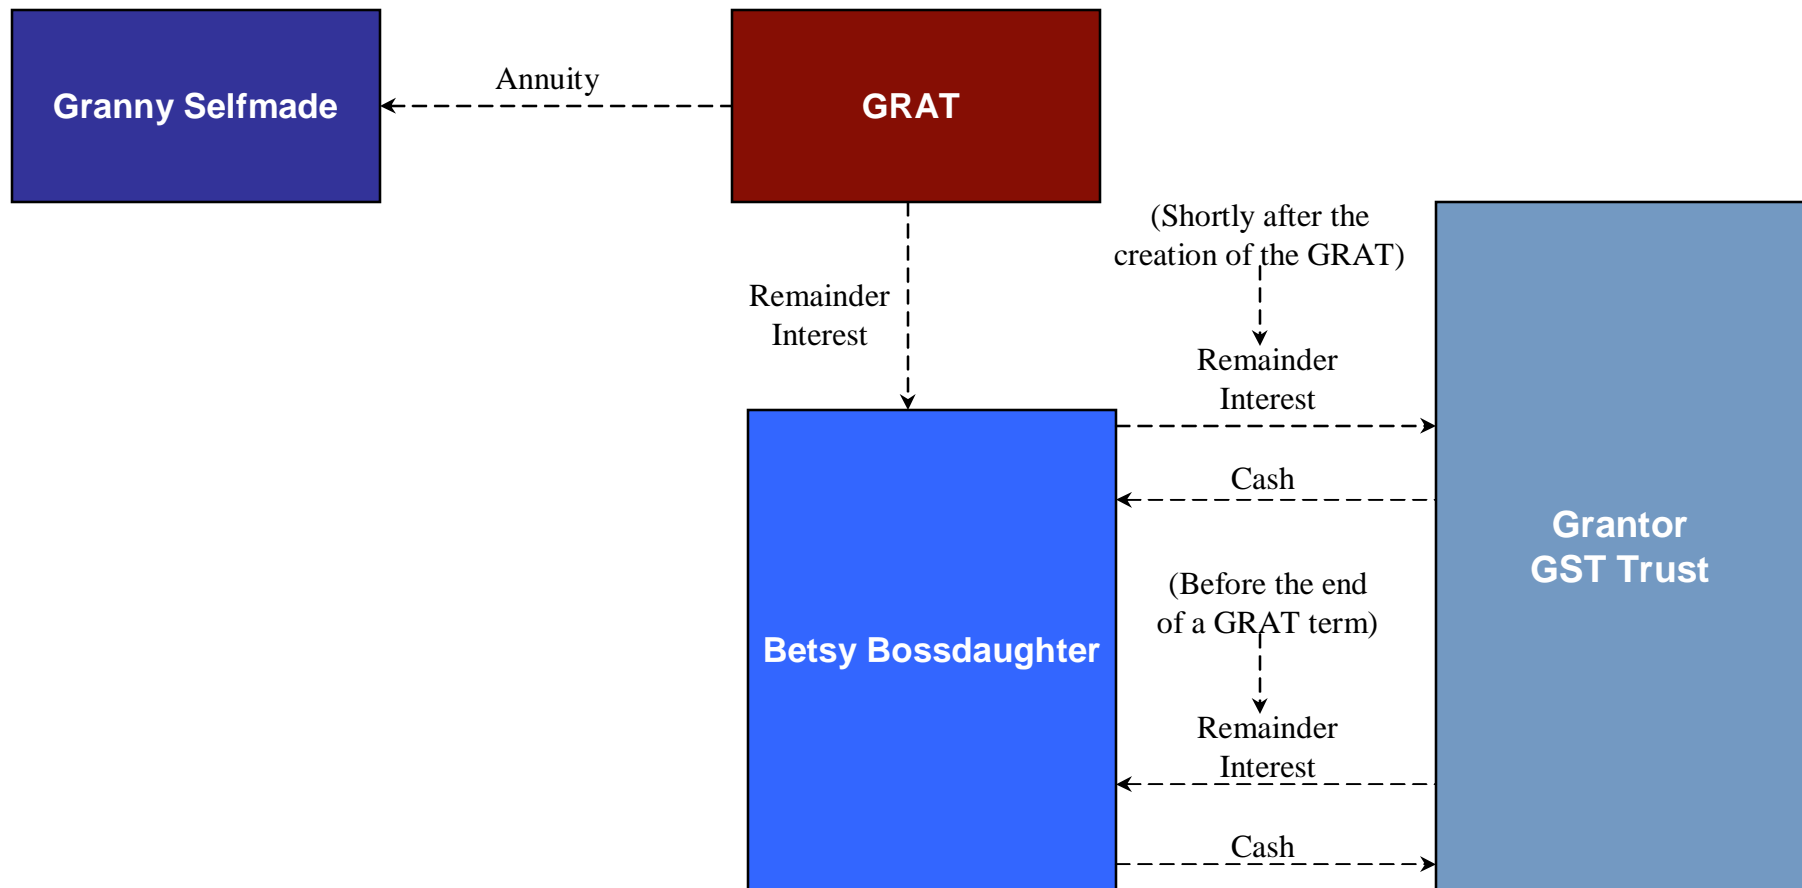 Granny Selfmade
Annuity
GRAT
Remainder
Interest
(Shortly after the
creation of the GRAT)
Remainder
Interest
Cash
(Before the end
of a GRAT term)
Remainder
Interest
Cash
Betsy Bossdaughter
Grantor
GST Trust